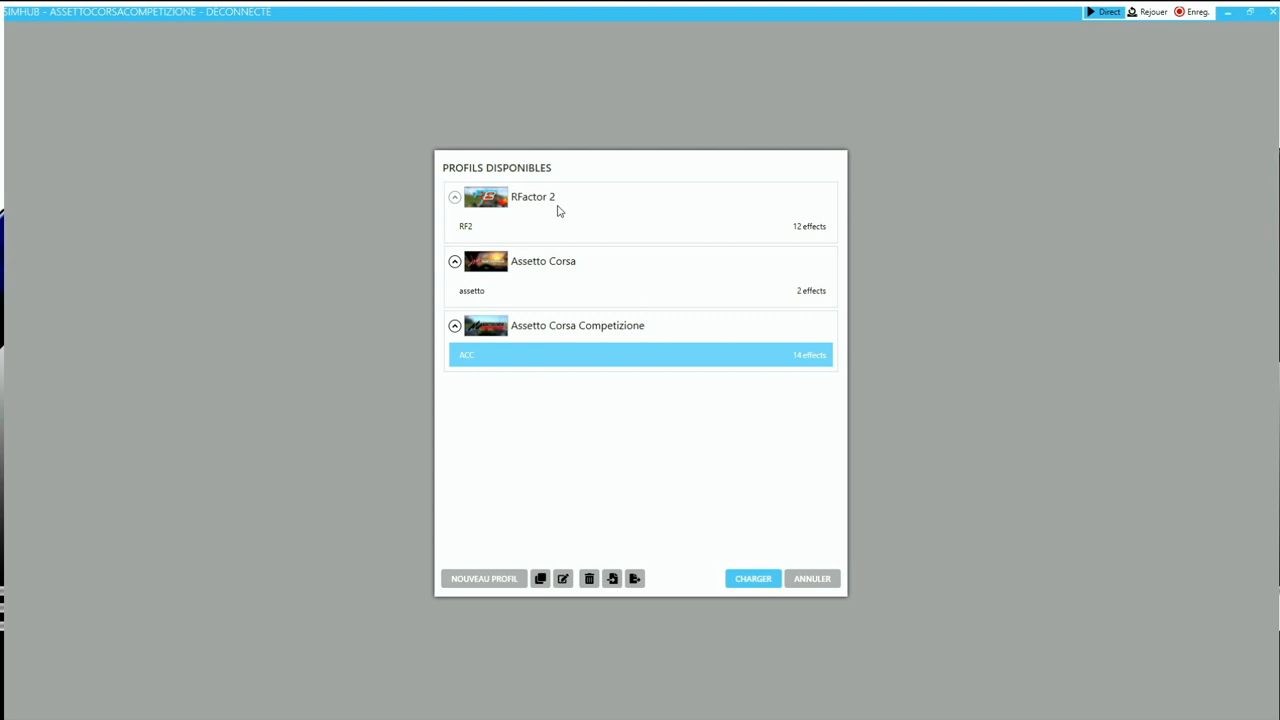 SIMHUB - ASSETTOCORSACOMPETIZIONE - DECONNECTÉ
Direct
Rejouer
Enreg.
PROFILS DISPONIBLES
RFactor 2
RF2 12 effects
Assetto Corsa
assetto 2 effects
Assetto Corsa Competizione
ACC 14 effects
NOUVEAU PROFIL
CHARGER
ANNULER